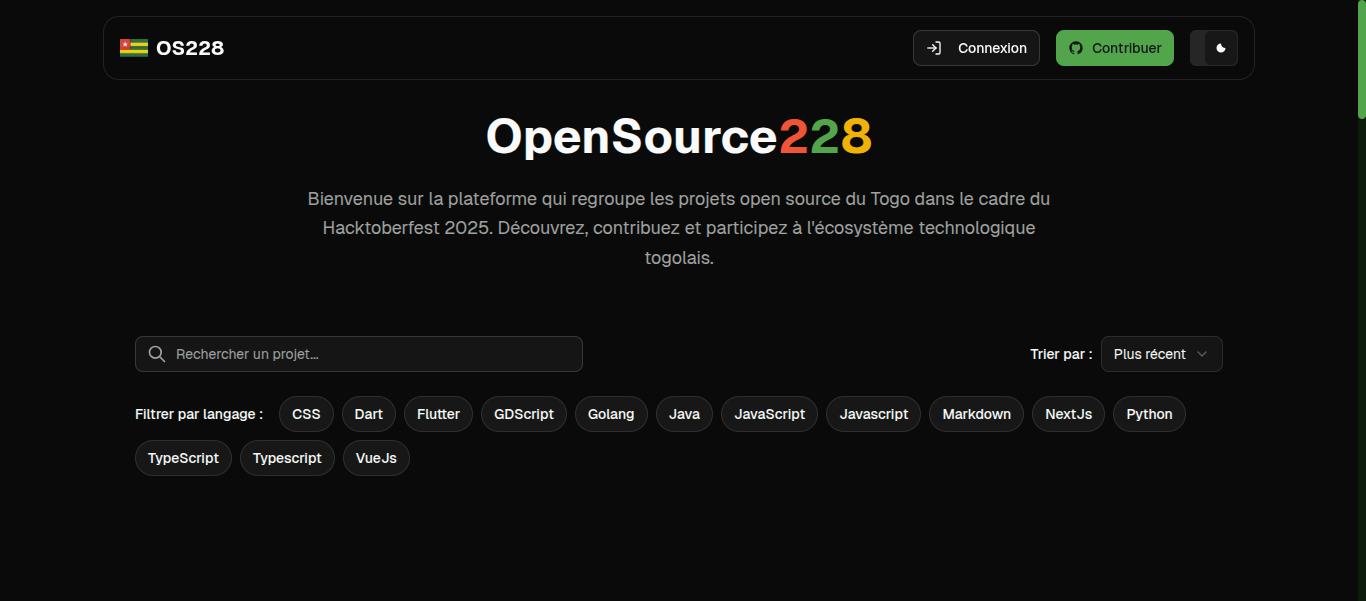 OS228
Connexion
Contribuer
OpenSource228
Bienvenue sur la plateforme qui regroupe les projets open source du Togo dans le cadre du
Hacktoberfest 2025. Découvrez, contribuez et participez à l'écosystème technologique
togolais.
Rechercher un projet...
Trier par :
Plus récent
Filtrer par langage :
CSS
Dart
Flutter
GDScript
Golang
Java
JavaScript
Javascript
Markdown
NextJs
Python
TypeScript
Typescript
VueJs